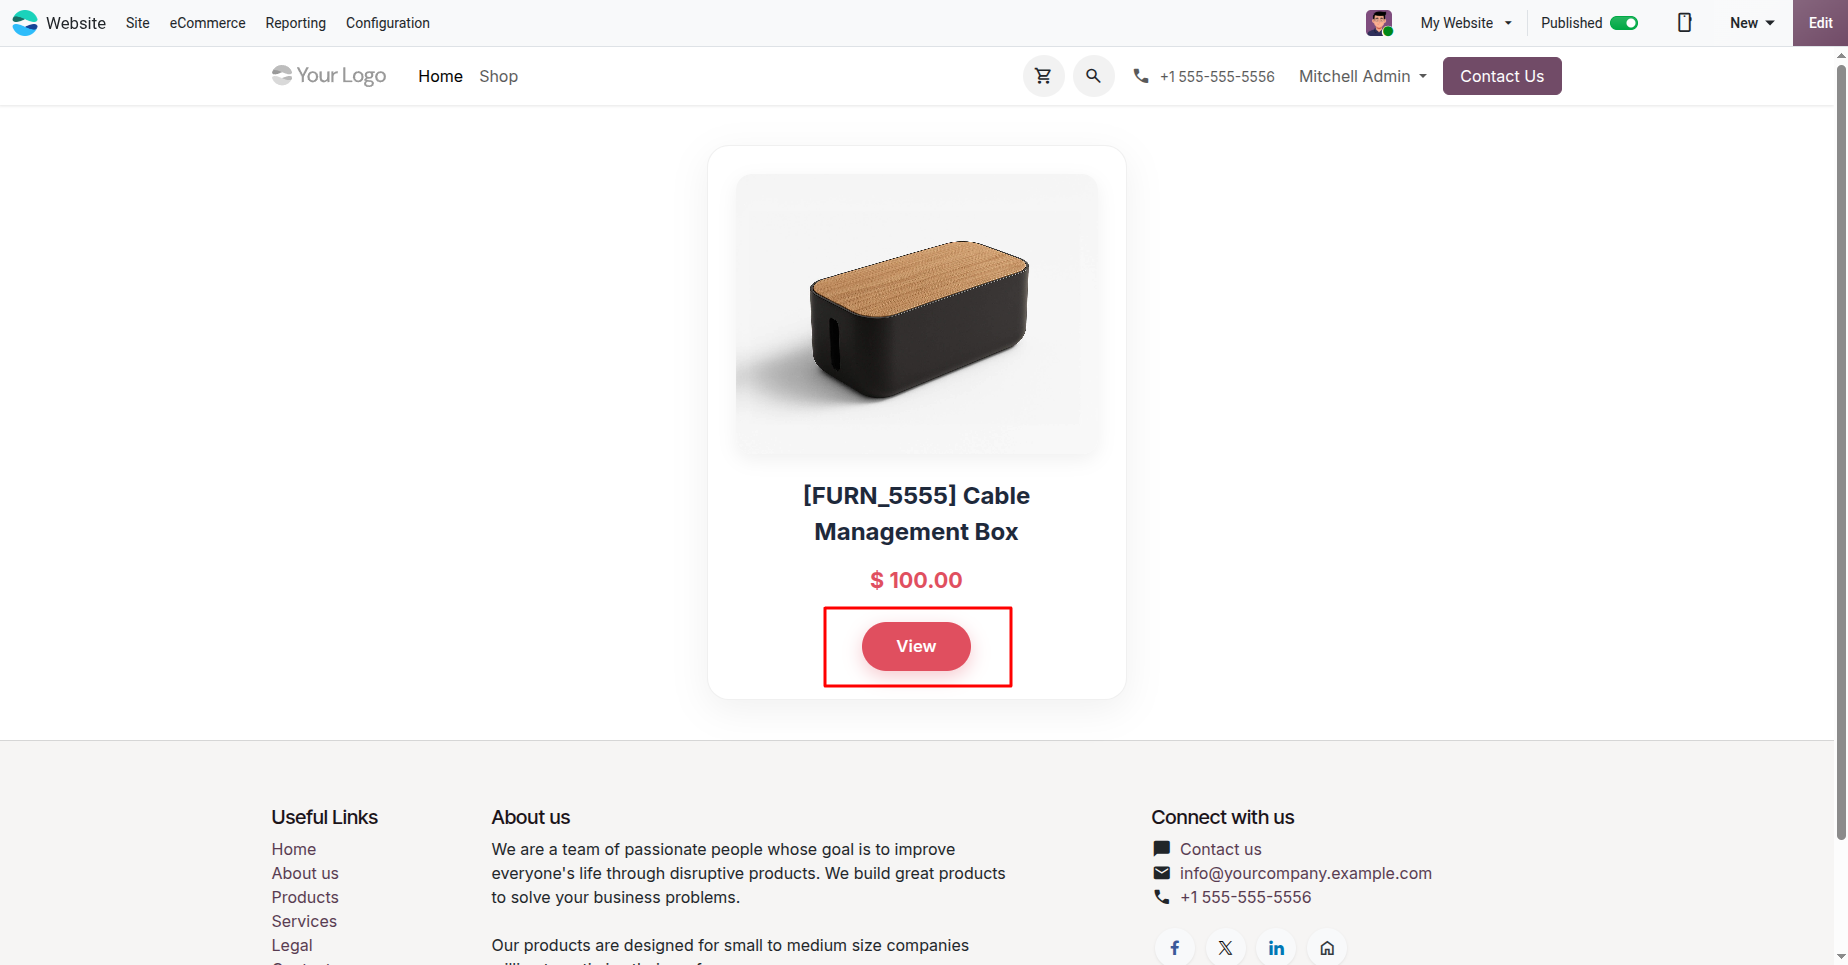 Website Site eCommerce Reporting Configuration My Website Published New Edit
Your Logo Home Shop +1 555-555-5556 Mitchell Admin Contact Us
[FURN_5555] Cable
Management Box
$ 100.00
View
Useful Links
Home
About us
Products
Services
Legal
About us
We are a team of passionate people whose goal is to improve
everyone's life through disruptive products. We build great products
to solve your business problems.
Our products are designed for small to medium size companies
Connect with us
Contact us
info@yourcompany.example.com
+1 555-555-5556